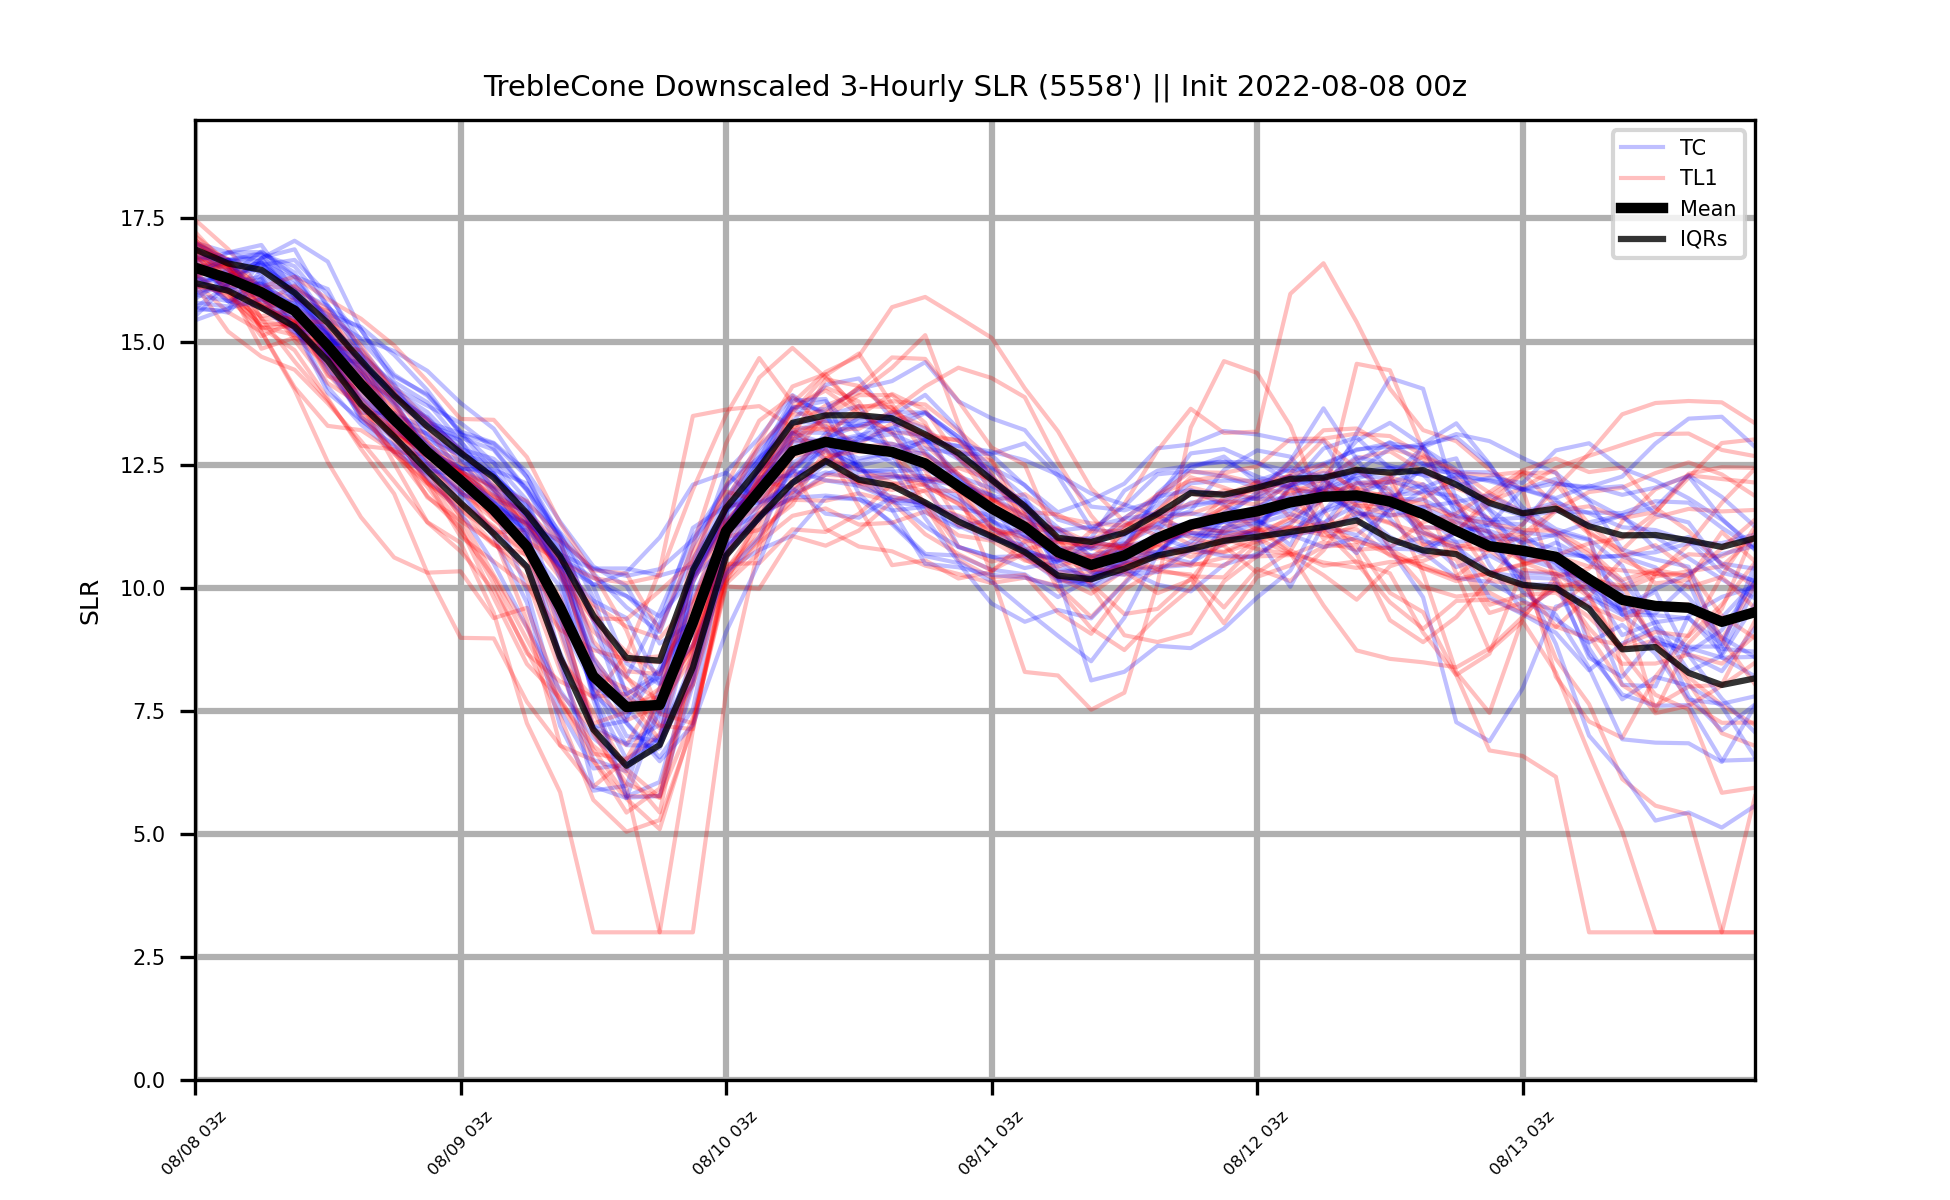 TrebleCone Downscaled 3-Hourly SLR (5558') || Init 2022-08-08 00z
TC
TL1
Mean
IQRs
17.5
15.0
12.5
10.0
7.5
5.0
2.5
0.0
SLR
08/08 03z
08/09 03z
08/10 03z
08/11 03z
08/12 03z
08/13 03z